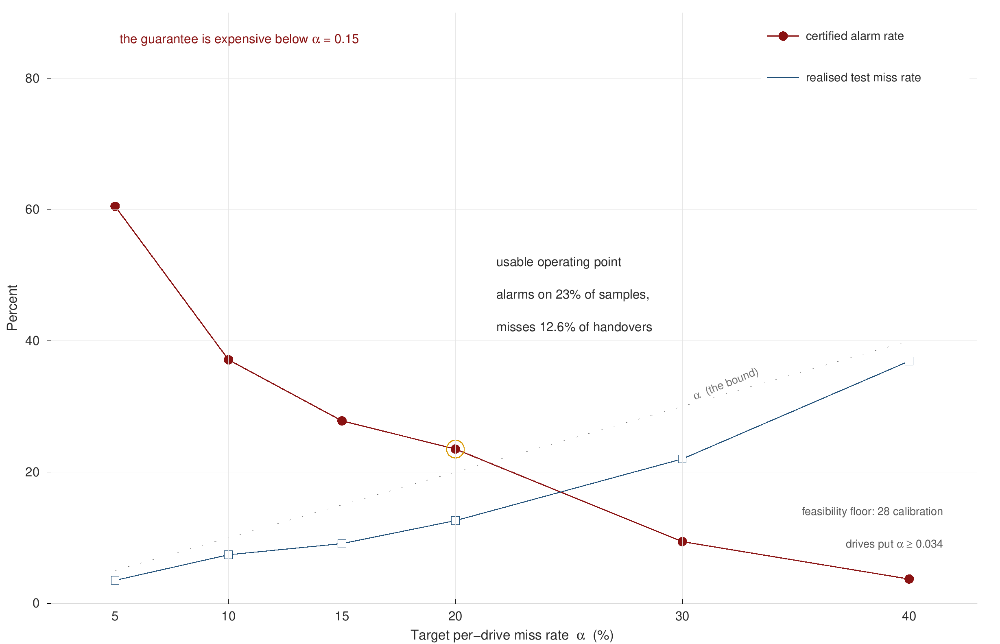 the guarantee is expensive below α = 0.15
certified alarm rate
realised test miss rate
80
60
40
20
0
Percent
usable operating point
alarms on 23% of samples,
misses 12.6% of handovers
α (the bound)
feasibility floor: 28 calibration
drives put α ≥ 0.034
5 10 15 20 30 40
Target per−drive miss rate α (%)